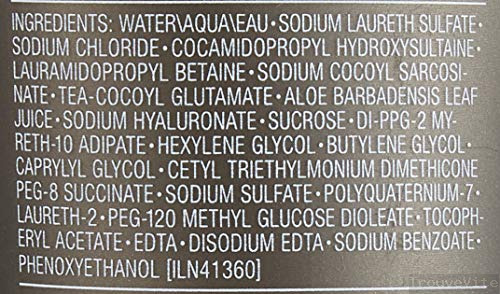 INGREDIENTS: WATER\AQUA\EAU•SODIUM LAURETH SULFATE•
SODIUM CHLORIDE•COCAMIDOPROPYL HYDROXYSULTAINE•
LAURAMIDOPROPYL BETAINE•SODIUM COCOYL SARCOSI-
NATE•TEA-COCOYL GLUTAMATE•ALOE BARBADENSIS LEAF
JUICE•SODIUM HYALURONATE•SUCROSE•DI-PPG-2 MY-
RETH-10 ADIPATE•HEXYLENE GLYCOL•BUTYLENE GLYCOL•
CAPRYLYL GLYCOL•CETYL TRIETHYLMONIUM DIMETHICONE
PEG-8 SUCCINATE•SODIUM SULFATE•POLYQUATERNIUM-7•
LAURETH-2•PEG-120 METHYL GLUCOSE DIOLEATE•TOCOPH-
ERYL ACETATE•EDTA•DISODIUM EDTA•SODIUM BENZOATE•
PHENOXYETHANOL [ILN41360]
TrouveVite